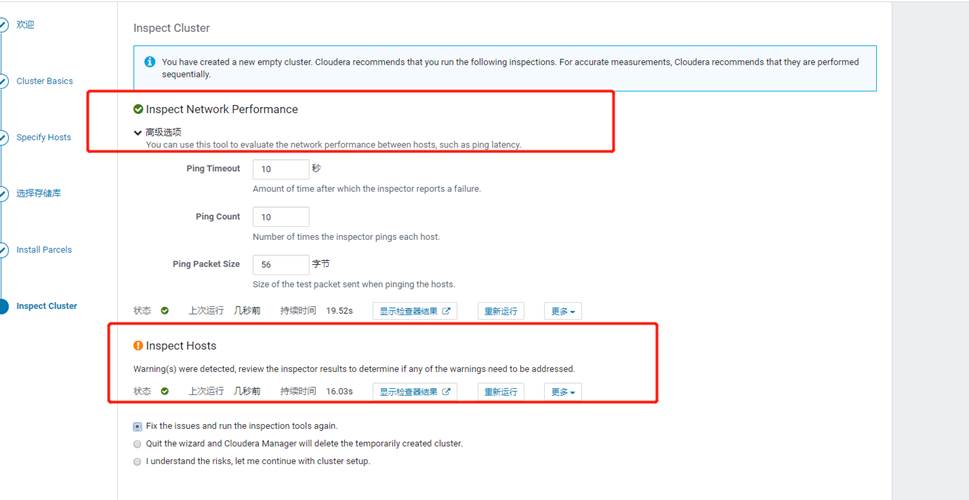 欢迎
Cluster Basics
Specify Hosts
选择存储库
Install Parcels
Inspect Cluster
Inspect Cluster
You have created a new empty cluster. Cloudera recommends that you run the following inspections. For accurate measurements, Cloudera recommends that they are performed
sequentially.
Inspect Network Performance
高级选项
You can use this tool to evaluate the network performance between hosts, such as ping latency.
Ping Timeout 10 秒
Amount of time after which the inspector reports a failure.
Ping Count 10
Number of times the inspector pings each host.
Ping Packet Size 56 字节
Size of the test packet sent when pinging the hosts.
状态 上次运行 几秒前 持续时间 19.52s 显示检查器结果 重新运行 更多
Inspect Hosts
Warning(s) were detected, review the inspector results to determine if any of the warnings need to be addressed.
状态 上次运行 几秒前 持续时间 16.03s 显示检查器结果 重新运行 更多
Fix the issues and run the inspection tools again.
Quit the wizard and Cloudera Manager will delete the temporarily created cluster.
I understand the risks, let me continue with cluster setup.